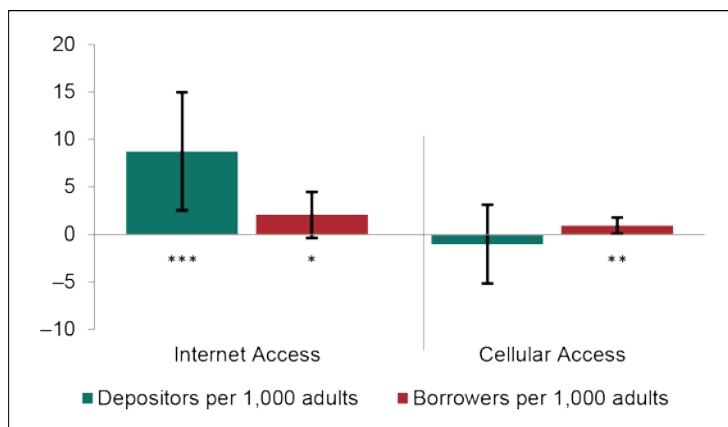 20
15
10
5
0
–5
–10
*** * **
Internet Access Cellular Access
Depositors per 1,000 adults Borrowers per 1,000 adults